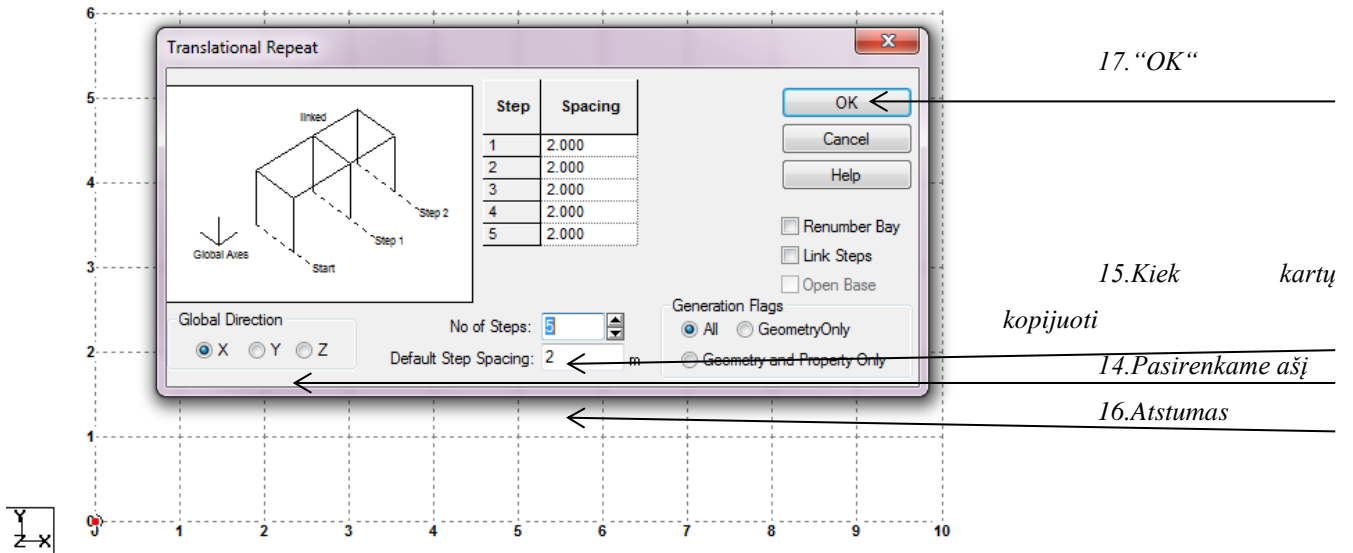 6
Translational Repeat
17.“OK“
5
linked
Step Spacing
OK
1 2.000
Cancel
2 2.000
Help
3 2.000
4
Step 2
4 2.000
Renumber Bay
5 2.000
Step 1
Global Axes
Link Steps
3
Start
Open Base
15.Kiek kartų
kopijuoti
Global Direction
No of Steps: 5
Generation Flags
All GeometryOnly
2
X Y Z
Default Step Spacing: 2 m
Geometry and Property Only
14.Pasirenkame ašį
16.Atstumas
1
Y
Z X
0 1 2 3 4 5 6 7 8 9 10